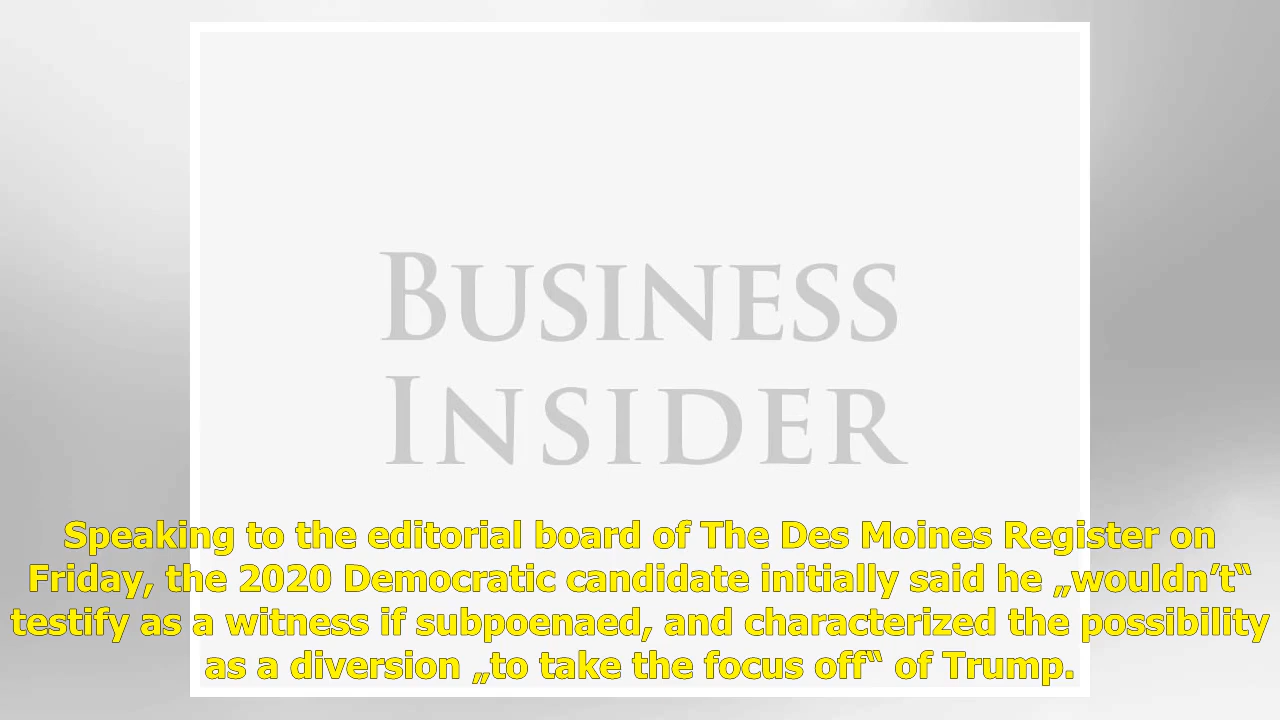 BUSINESS
INSIDER
Speaking to the editorial board of The Des Moines Register on
Friday, the 2020 Democratic candidate initially said he „wouldn’t“
testify as a witness if subpoenaed, and characterized the possibility
as a diversion „to take the focus off“ of Trump.